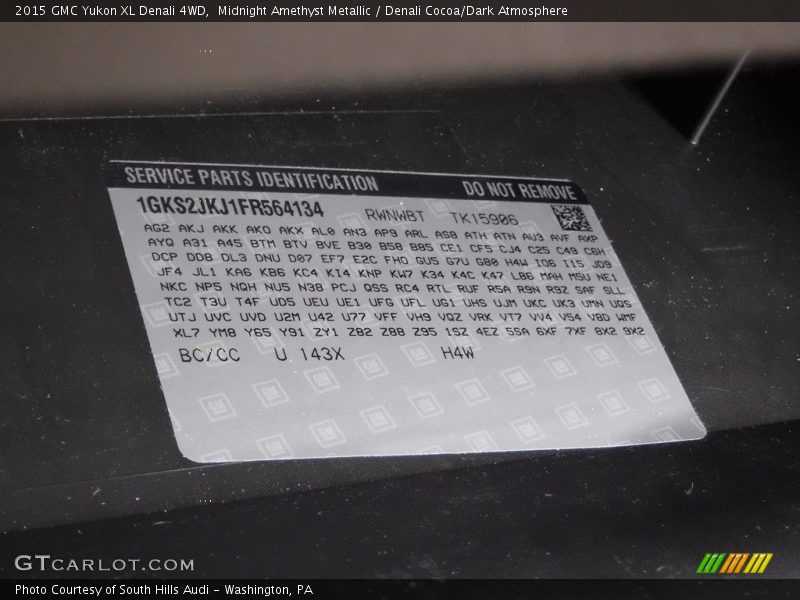 2015 GMC Yukon XL Denali 4WD,  Midnight Amethyst Metallic / Denali Cocoa/Dark Atmosphere
SERVICE PARTS IDENTIFICATION DO NOT REMOVE
1GKS2JKJ1FR564134 RWNWBT TK15906
AG2 AKJ AKK AKO AKX AL0 AN3 AP9 ARL AS8 ATH ATN AU3 AVF AXP
AYQ A31 A45 BTM BTV BVE B30 B58 B85 CE1 CF5 CJ4 C25 C49 C6H
DCP DD8 DL3 DNU D07 EF7 E2C FHO GU5 G7U G80 H4W IO6 I15 JD9
JF4 JL1 KA6 KB6 KC4 K14 KNP KW7 K34 K4C K47 L86 MAH MSU NE1
NKC NP5 NQH NU5 N38 PCJ QSS RC4 RTL RUF R5A R9N R9Z SAF SLL
TC2 T3U T4F UD5 UEU UE1 UFG UFL UG1 UHS UJM UKC UK3 UMN UQS
UTJ UVC UVD U2M U42 U77 VFF VH9 VQZ VRK VT7 VV4 V54 V8D WMF
XL7 YM8 Y65 Y91 ZY1 Z82 Z88 Z95 1SZ 4EZ 5SA 6XF 7XF 8X2 9X2
BC/CC U 143X H4W
GTCARLOT.COM
Photo Courtesy of South Hills Audi - Washington, PA